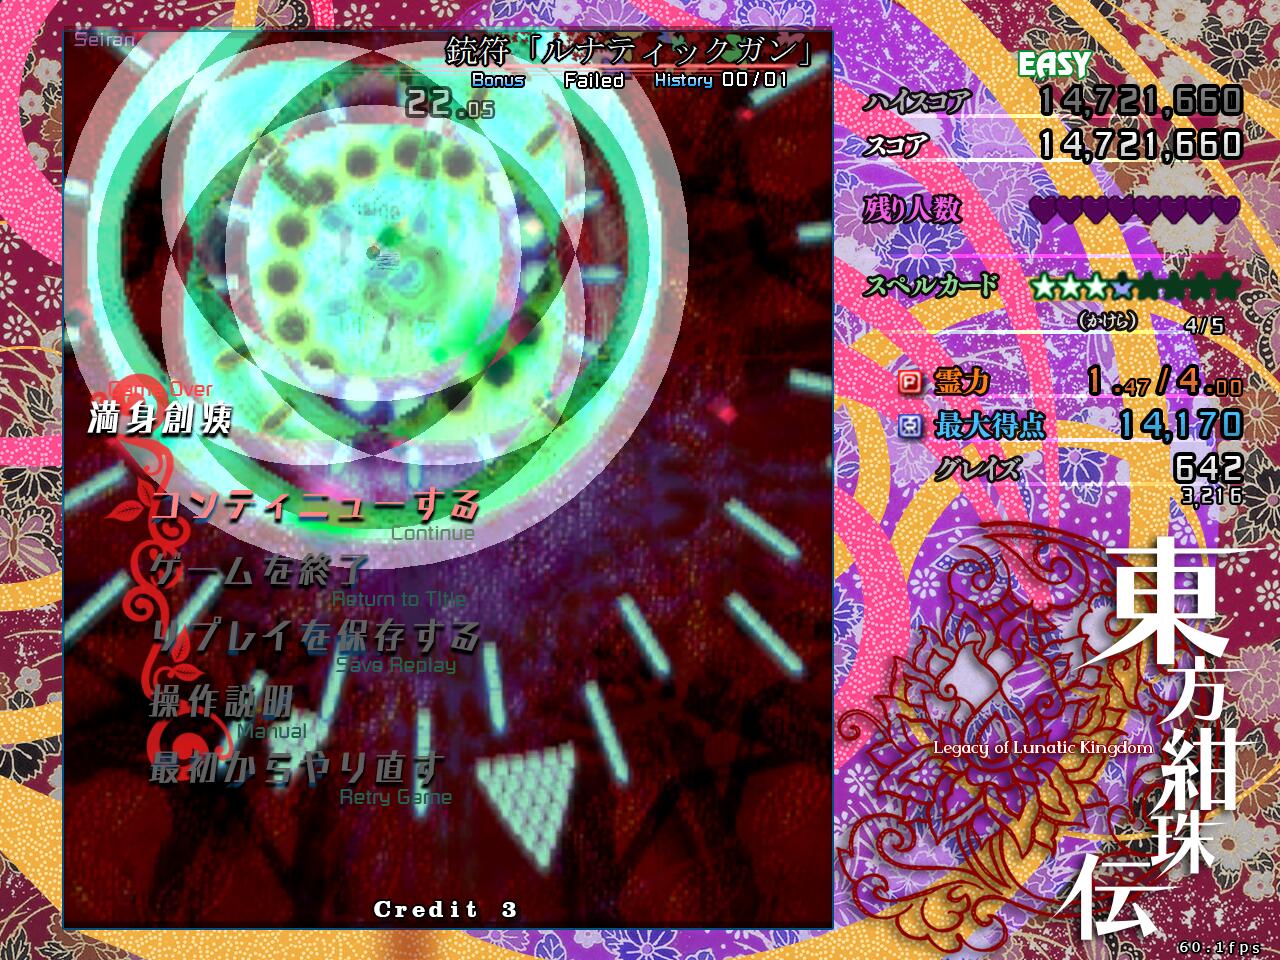 Seiran
銃符「ルナティックガン」
Bonus Failed History 00/01
22.05
Game Over
満身創痍
コンティニューする
Continue
ゲームを終了
Return to Title
リプレイを保存する
Save Replay
操作説明
Manual
最初からやり直す
Retry Game
Credit 3
EASY
ハイスコア 14,721,660
スコア 14,721,660
残り人数
スペルカード
(かけら) 4/5
P 霊力 1.47/4.00
最大得点 14,170
グレイズ 642
3,216
東方紺珠伝
Legacy of Lunatic Kingdom
60.1fps